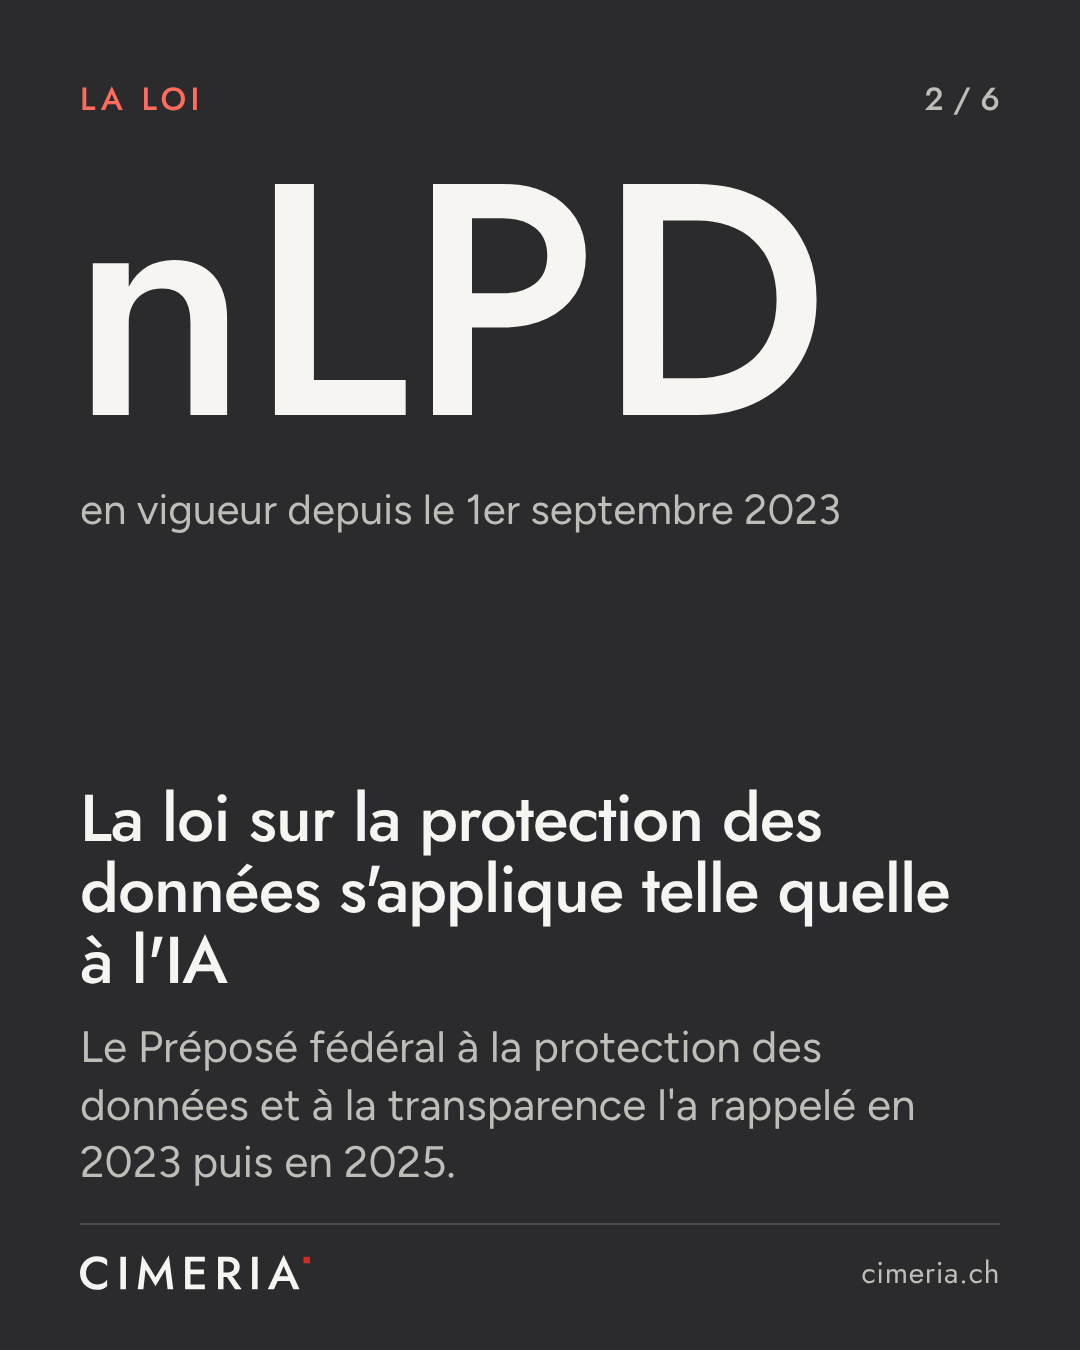 LA LOI
2 / 6
nLPD
en vigueur depuis le 1er septembre 2023
La loi sur la protection des
données s'applique telle quelle
à l'IA
Le Préposé fédéral à la protection des
données et à la transparence l'a rappelé en
2023 puis en 2025.
CIMERIA
cimeria.ch